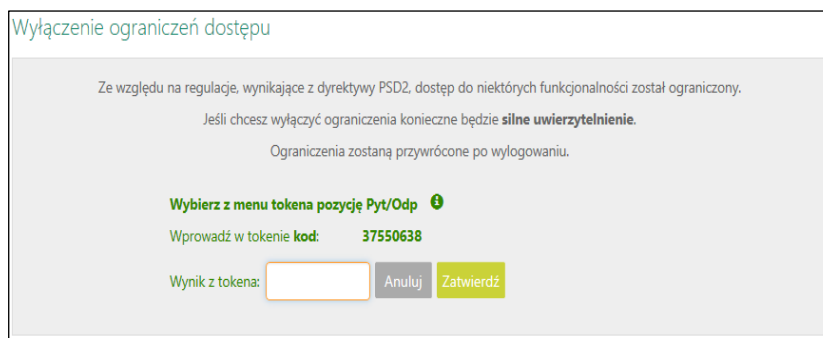 Wyłączenie ograniczeń dostępu
Ze względu na regulacje, wynikające z dyrektywy PSD2, dostęp do niektórych funkcjonalności został ograniczony.
Jeśli chcesz wyłączyć ograniczenia konieczne będzie silne uwierzytelnienie.
Ograniczenia zostaną przywrócone po wylogowaniu.
Wybierz z menu tokena pozycję Pyt/Odp
Wprowadź w tokenie kod: 37550638
Wynik z tokena: Anuluj Zatwierdź